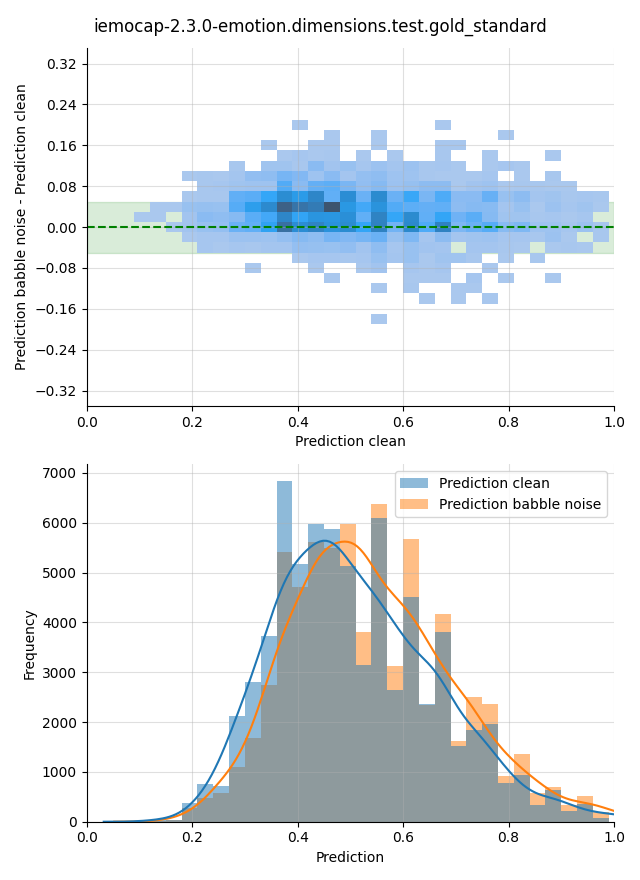 iemocap-2.3.0-emotion.dimensions.test.gold_standard
0.32
0.24
0.16
0.08
0.00
−0.08
−0.16
−0.24
−0.32
Prediction babble noise - Prediction clean
0.0 0.2 0.4 0.6 0.8 1.0
Prediction clean
7000
6000
5000
4000
3000
2000
1000
0
Frequency
Prediction clean
Prediction babble noise
0.0 0.2 0.4 0.6 0.8 1.0
Prediction